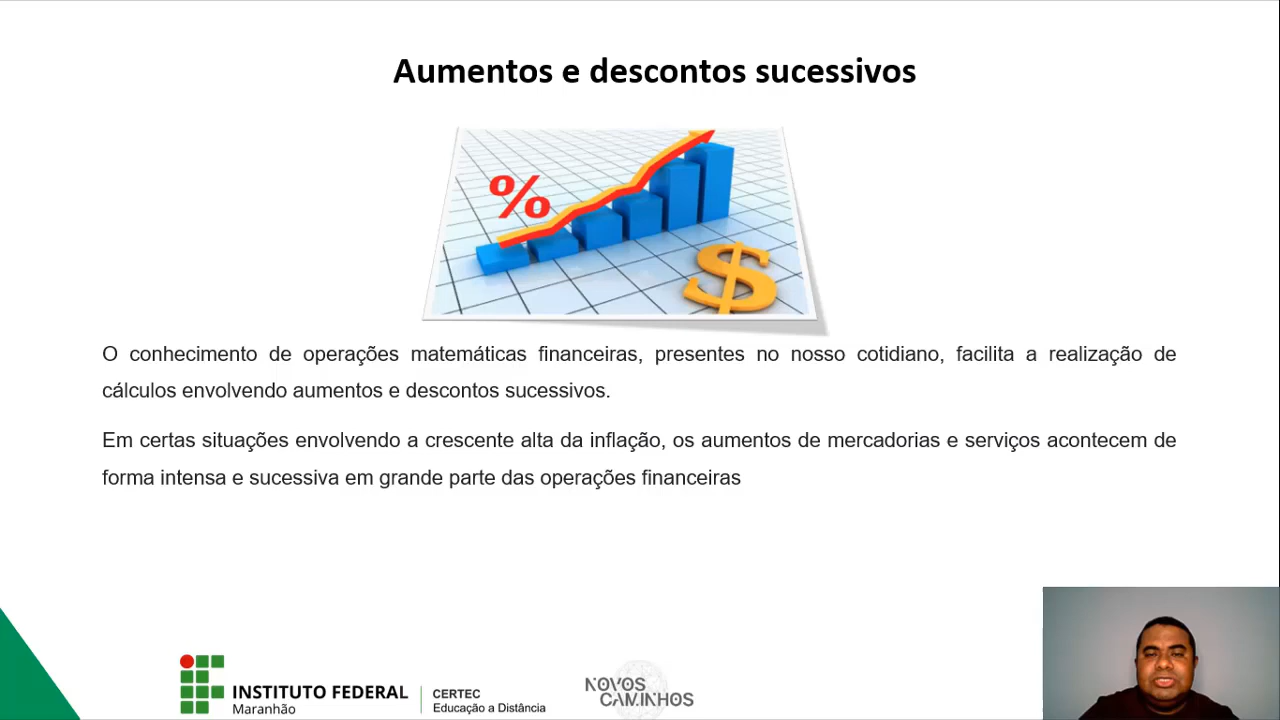 Aumentos e descontos sucessivos
%
$
O conhecimento de operações matemáticas financeiras, presentes no nosso cotidiano, facilita a realização de
cálculos envolvendo aumentos e descontos sucessivos.
Em certas situações envolvendo a crescente alta da inflação, os aumentos de mercadorias e serviços acontecem de
forma intensa e sucessiva em grande parte das operações financeiras
INSTITUTO FEDERAL
Maranhão
CERTEC
Educação a Distância
NOVOS
CAMINHOS